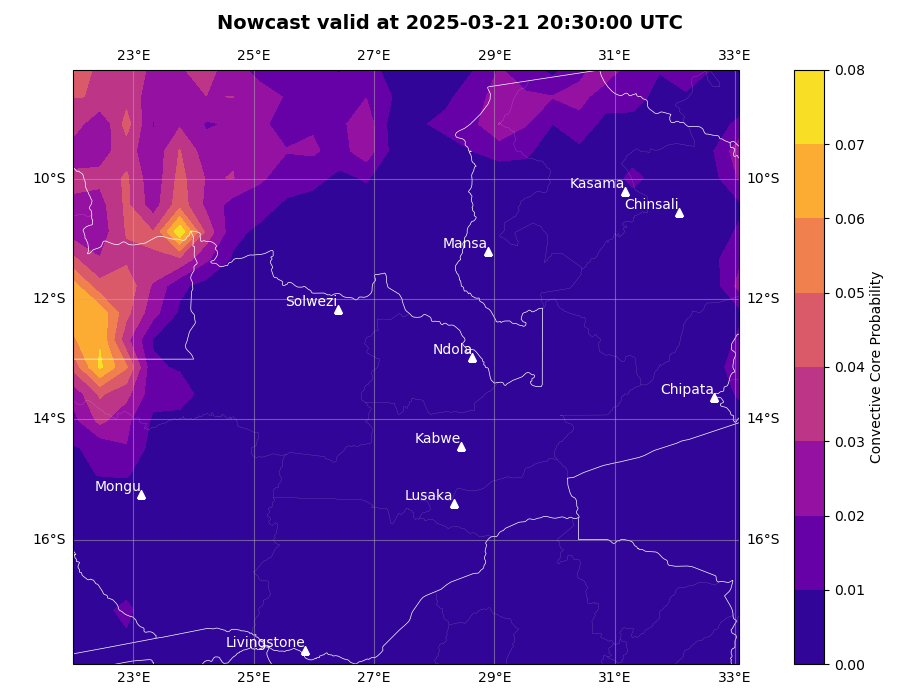 Nowcast valid at 2025-03-21 20:30:00 UTC
23°E 25°E 27°E 29°E 31°E 33°E
0.08
0.07
10°S 10°S
Kasama
Chinsali
0.06
Mansa
0.05
12°S 12°S
Solwezi
0.04
Ndola
Chipata
14°S 14°S
0.03
Kabwe
Mongu
Lusaka
0.02
16°S 16°S
0.01
Livingstone
0.00
23°E 25°E 27°E 29°E 31°E 33°E
Convective Core Probability